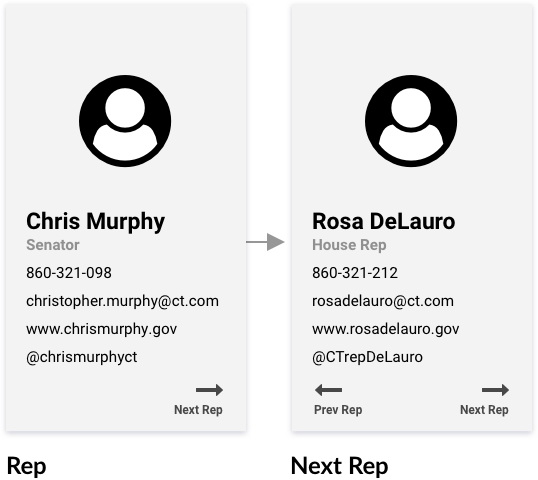 Chris Murphy
Senator
860-321-098
christopher.murphy@ct.com
www.chrismurphy.gov
@chrismurphyct
Next Rep
Rep
Rosa DeLauro
House Rep
860-321-212
rosadelauro@ct.com
www.rosadelauro.gov
@CTrepDeLauro
Prev Rep
Next Rep
Next Rep